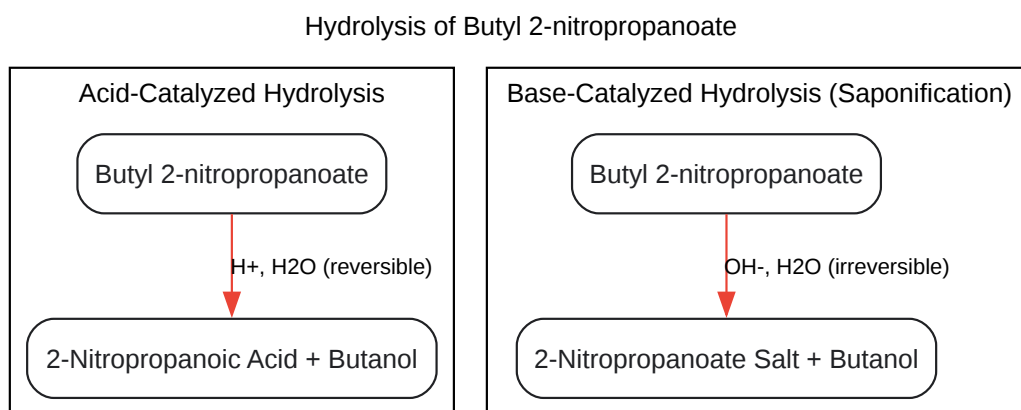 Hydrolysis of Butyl 2-nitropropanoate
Acid-Catalyzed Hydrolysis
Butyl 2-nitropropanoate
H+, H2O (reversible)
2-Nitropropanoic Acid + Butanol
Base-Catalyzed Hydrolysis (Saponification)
Butyl 2-nitropropanoate
OH-, H2O (irreversible)
2-Nitropropanoate Salt + Butanol